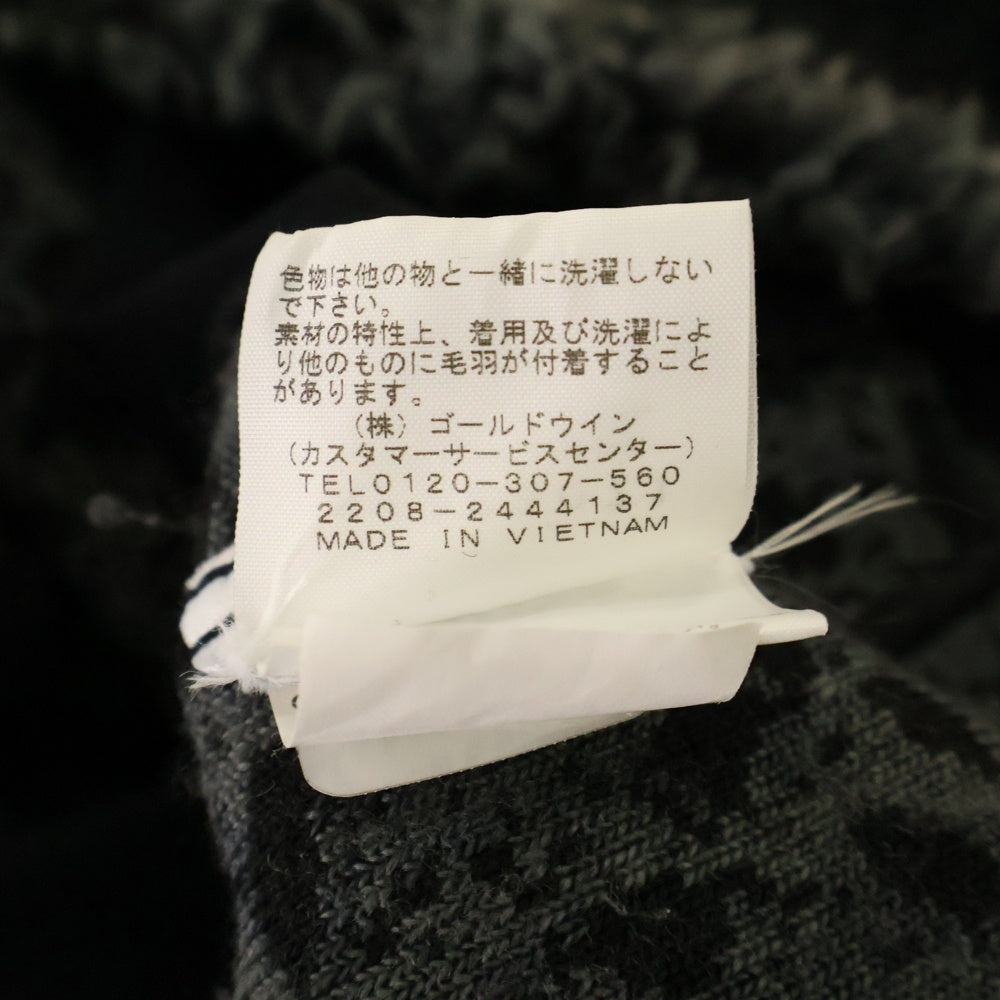 色物は他の物と一緒に洗濯しない
で下さい。
素材の特性上、着用及び洗濯によ
り他のものに毛羽が付着すること
があります。
（株）ゴールドウイン
（カスタマーサービスセンター）
TEL0120－307－560
2208－2444137
MADE IN VIETNAM